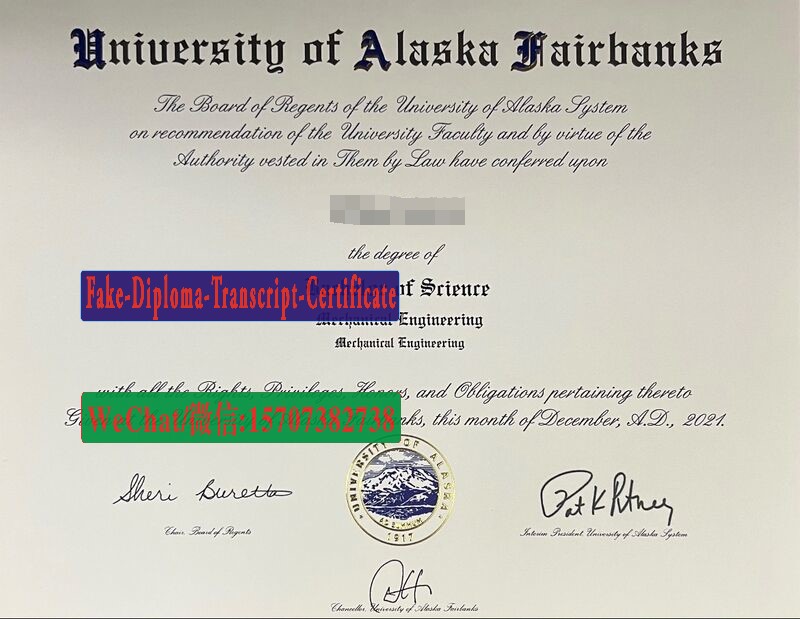 University of Alaska Fairbanks
The Board of Regents of the University of Alaska System
on recommendation of the University Faculty and by virtue of the
Authority vested in Them by Law have conferred upon
the degree of
Fake-Diploma-Transcript-Certificate
of Science
Mechanical Engineering
Mechanical Engineering
with all the Rights, Privileges, Honors, and Obligations pertaining thereto
WeChat/微信:15707382738
this month of December, A.D., 2021.
UNIVERSITY OF ALASKA
AD SUMMUM
1917
Sheri Buretta
Pat K Pitney
Chair, Board of Regents
Interim President, University of Alaska System
Chancellor, University of Alaska Fairbanks